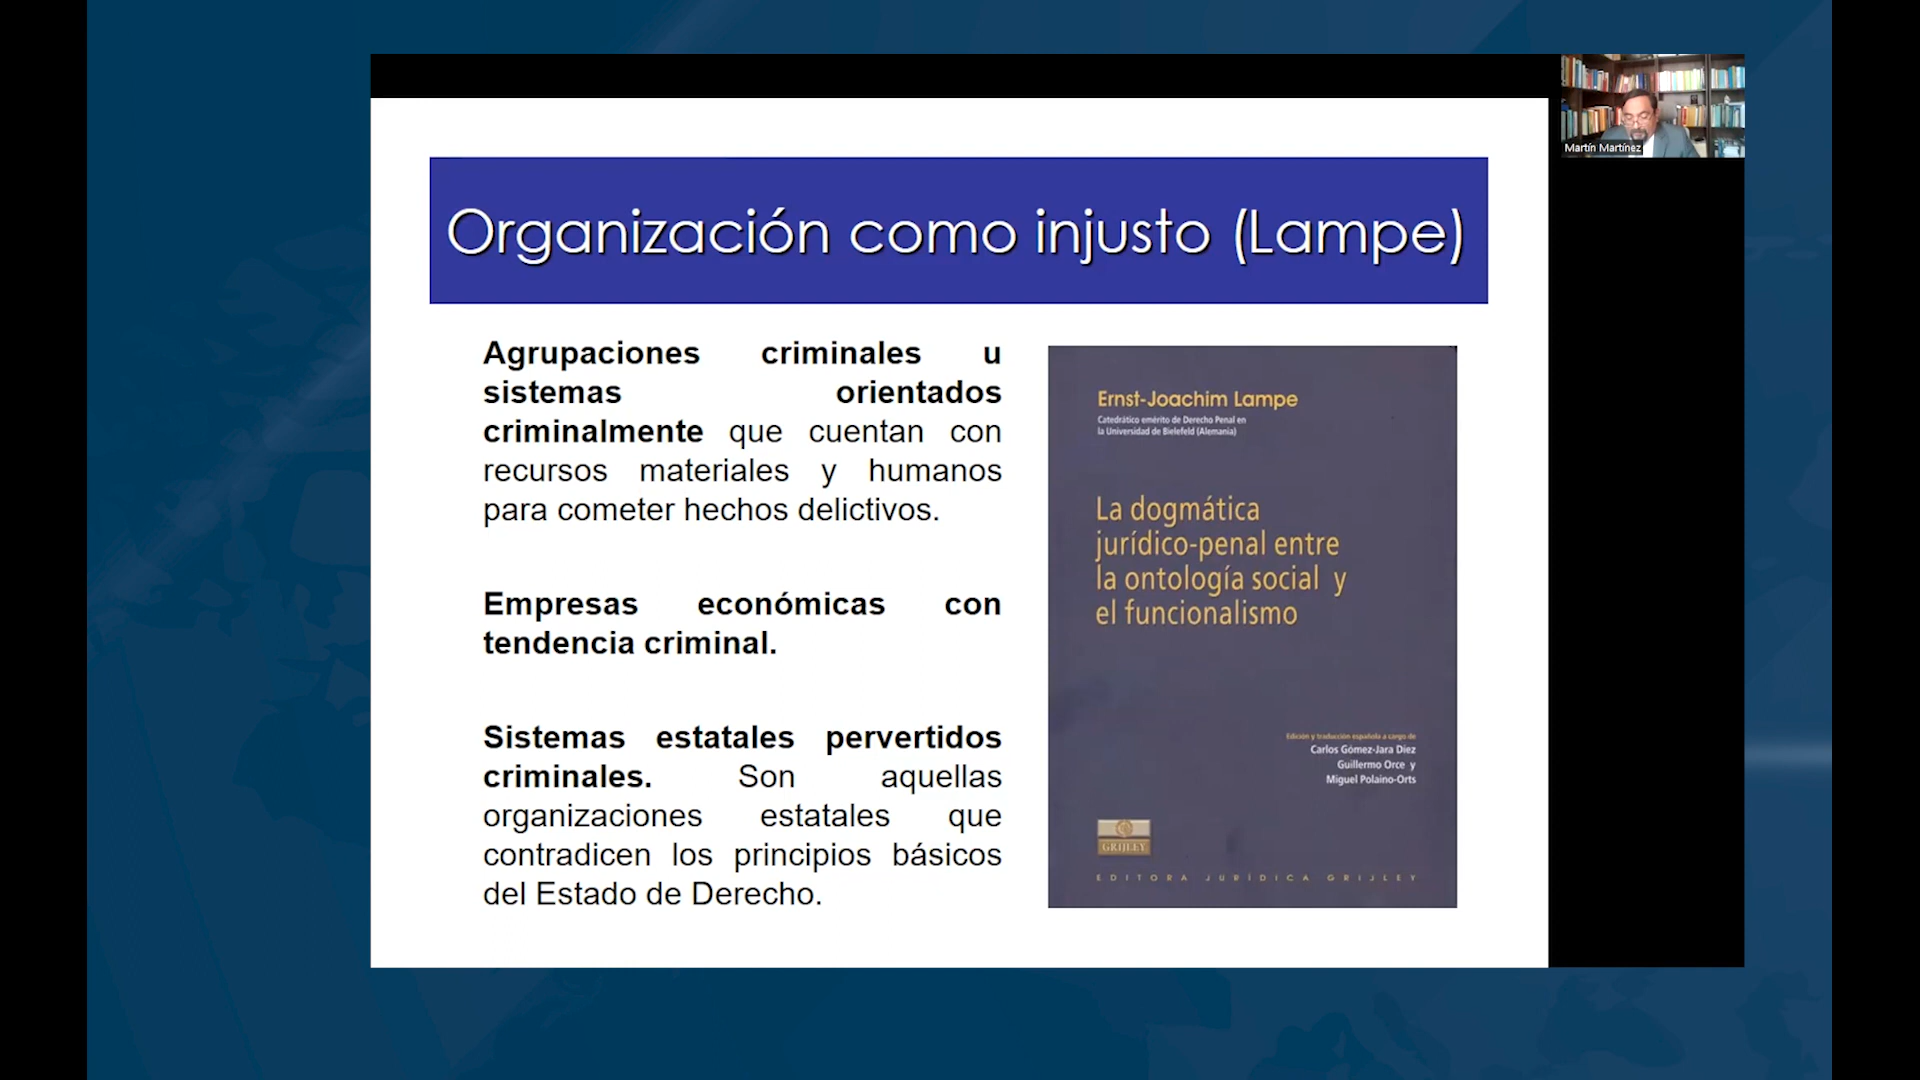 Organización como injusto (Lampe)
Agrupaciones criminales u
sistemas orientados
criminalmente que cuentan con
recursos materiales y humanos
para cometer hechos delictivos.
Empresas económicas con
tendencia criminal.
Sistemas estatales pervertidos
criminales. Son aquellas
organizaciones estatales que
contradicen los principios básicos
del Estado de Derecho.
Ernst-Joachim Lampe
Catedrático emérito de Derecho Penal en
la Universidad de Bielefeld (Alemania)
La dogmática
jurídico-penal entre
la ontología social y
el funcionalismo
Edición y traducción española a cargo de
Carlos Gómez-Jara Díez
Guillermo Orce y
Miguel Polaino-Orts
GRIJLEY
EDITORA JURÍDICA GRIJLEY
Martín Martínez